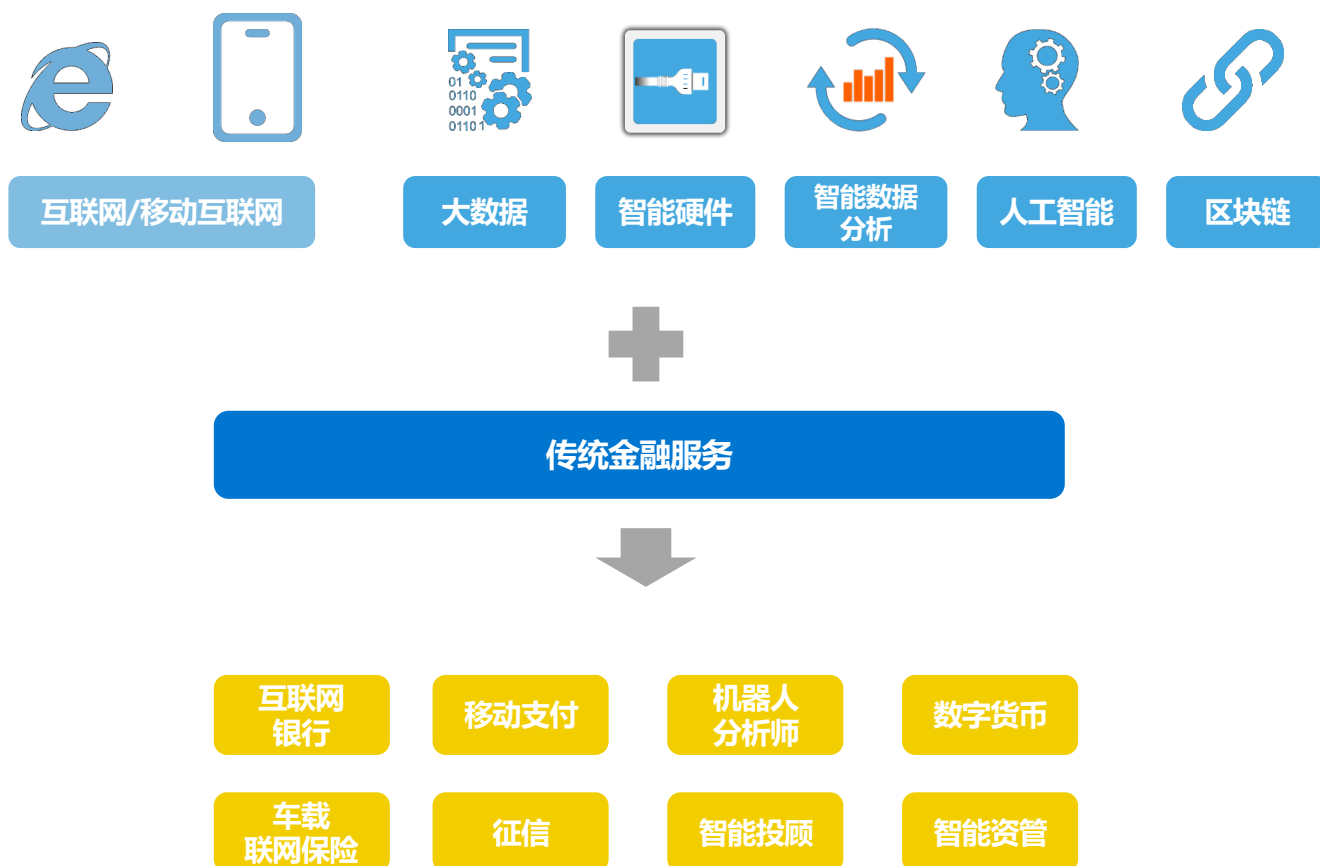 01
0110
0001
01101
互联网/移动互联网
大数据
智能硬件
智能数据
分析
人工智能
区块链
传统金融服务
互联网
银行
移动支付
机器人
分析师
数字货币
车载
联网保险
征信
智能投顾
智能资管